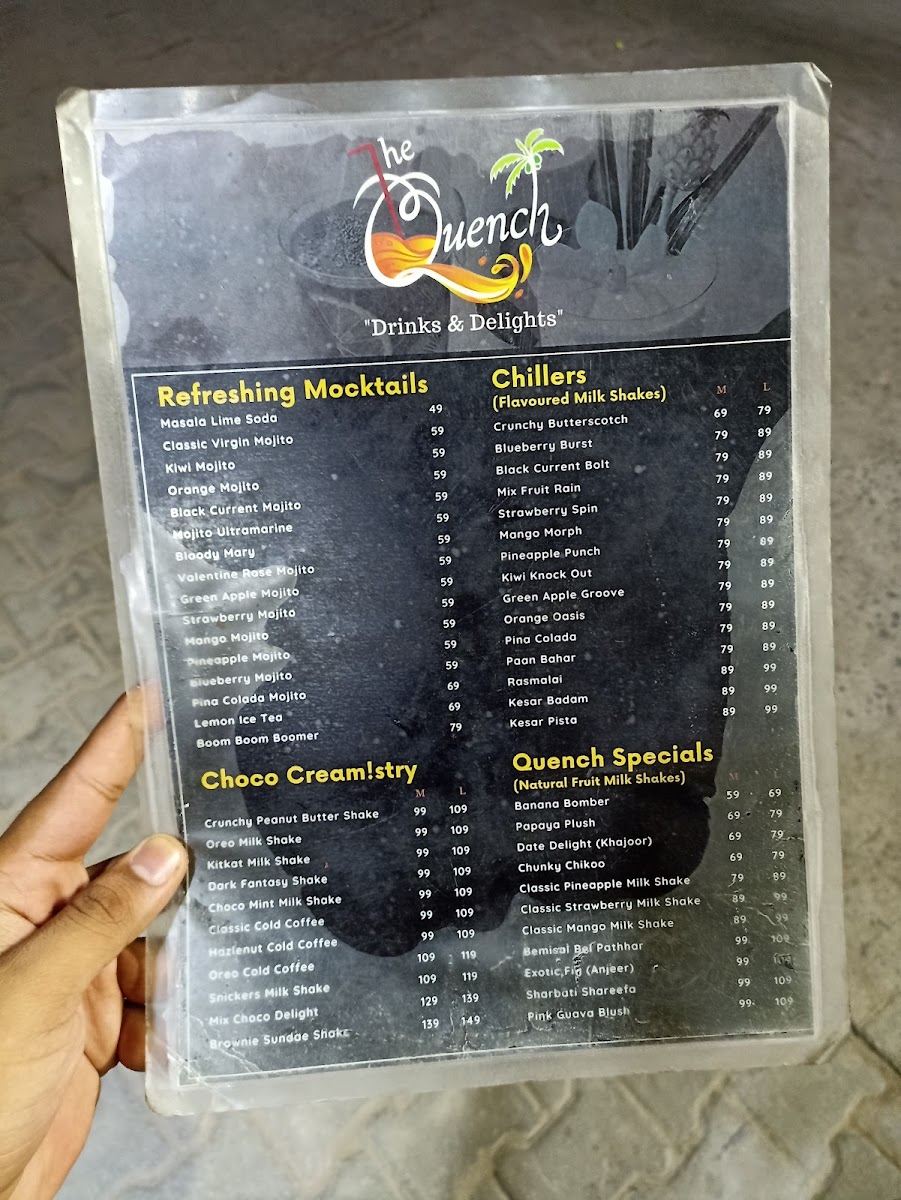 The Quench
"Drinks & Delights"
Refreshing Mocktails
Masala Lime Soda 49
Classic Virgin Mojito 59
Kiwi Mojito 59
Orange Mojito 59
Black Current Mojito 59
Mojito Ultramarine 59
Bloody Mary 59
Valentine Rose Mojito 59
Green Apple Mojito 59
Strawberry Mojito 59
Mango Mojito 59
Pineapple Mojito 59
Blueberry Mojito 59
Pina Colada Mojito 69
Lemon Ice Tea 69
Boom Boom Boomer 79
Choco Cream!stry
M L
Crunchy Peanut Butter Shake 99 109
Oreo Milk Shake 99 109
Kitkat Milk Shake 99 109
Dark Fantasy Shake 99 109
Choco Mint Milk Shake 99 109
Classic Cold Coffee 99 109
Hazlenut Cold Coffee 99 109
Oreo Cold Coffee 109 119
Snickers Milk Shake 109 119
Mix Choco Delight 129 139
Brownie Sundae Shake 139 149
Chillers
(Flavoured Milk Shakes) M L
Crunchy Butterscotch 69 79
Blueberry Burst 79 89
Black Current Bolt 79 89
Mix Fruit Rain 79 89
Strawberry Spin 79 89
Mango Morph 79 89
Pineapple Punch 79 89
Kiwi Knock Out 79 89
Green Apple Groove 79 89
Orange Oasis 79 89
Pina Colada 79 89
Paan Bahar 79 89
Rasmalai 89 99
Kesar Badam 89 99
Kesar Pista 89 99
Quench Specials
(Natural Fruit Milk Shakes) M L
Banana Bomber 59 69
Papaya Plush 69 79
Date Delight (Khajoor) 69 79
Chunky Chikoo 69 79
Classic Pineapple Milk Shake 79 89
Classic Strawberry Milk Shake 89 99
Classic Mango Milk Shake 89 99
Bemisal Bel Pathhar 99 109
Exotic Fig (Anjeer) 99 109
Sharbati Shareefa 99 109
Pink Guava Blush 99 109